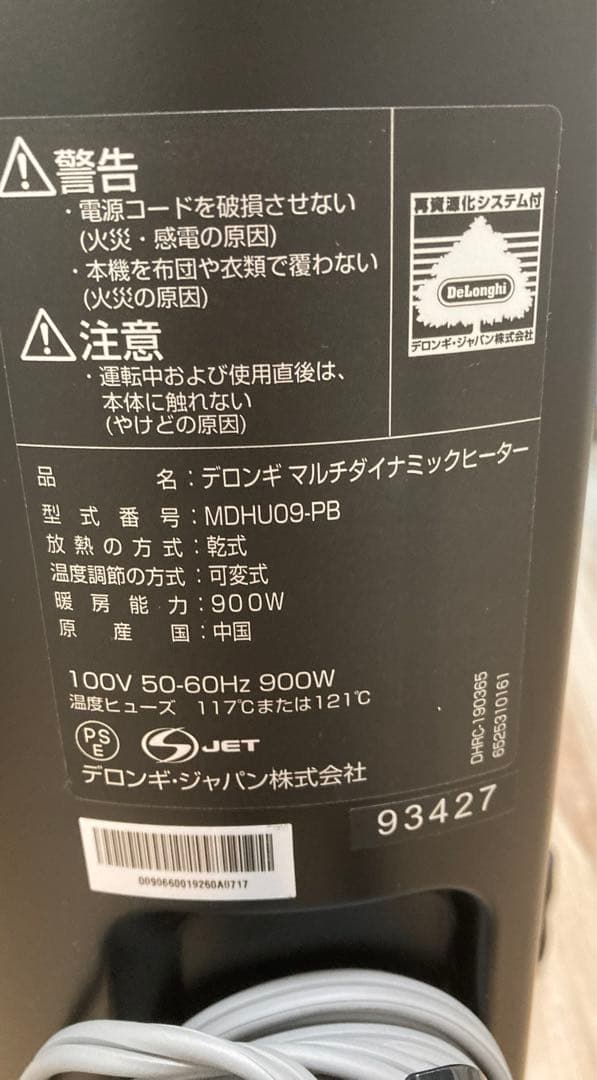 警告
・電源コードを破損させない
(火災・感電の原因)
・本機を布団や衣類で覆わない
(火災の原因)
注意
・運転中および使用直後は、
本体に触れない
(やけどの原因)
再資源化システム付
DeLonghi
デロンギ・ジャパン株式会社
品 名:デロンギ マルチダイナミックヒーター
型式番号:MDHU09-PB
放熱の方式:乾式
温度調節の方式:可変式
暖房能力:900W
原産国:中国
100V 50-60Hz 900W
温度ヒューズ 117℃または121℃
PS
E
S JET
デロンギ・ジャパン株式会社
DHRC-190365
6525310161
93427
0090660019260A0717